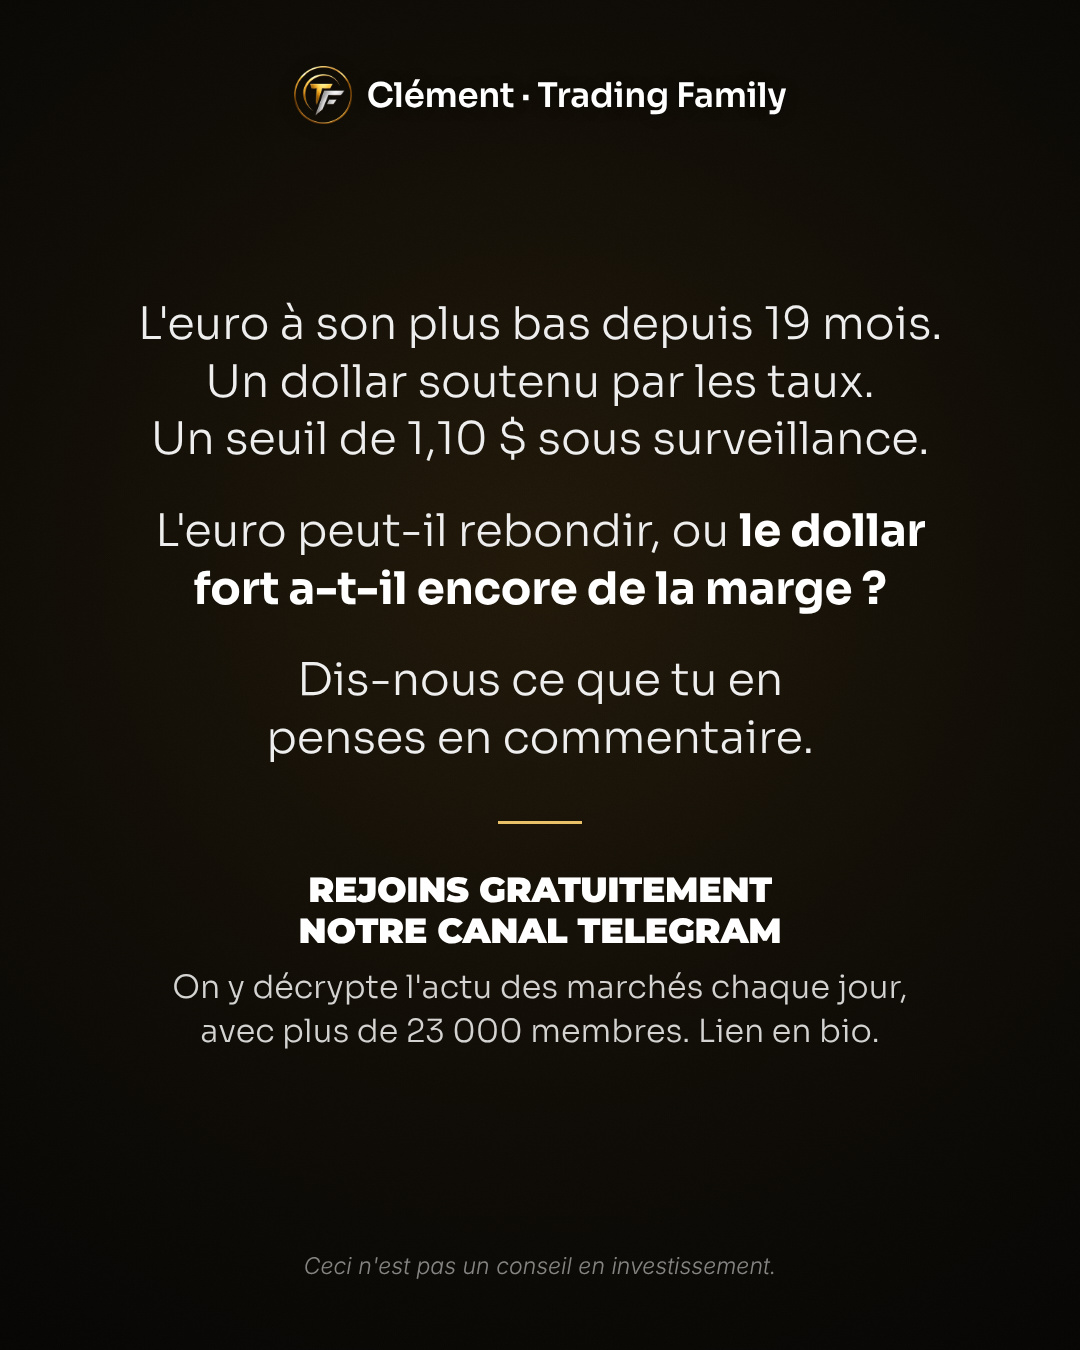 TF
Clément · Trading Family
L'euro à son plus bas depuis 19 mois.
Un dollar soutenu par les taux.
Un seuil de 1,10 $ sous surveillance.
L'euro peut-il rebondir, ou le dollar
fort a-t-il encore de la marge ?
Dis-nous ce que tu en
penses en commentaire.
REJOINS GRATUITEMENT
NOTRE CANAL TELEGRAM
On y décrypte l'actu des marchés chaque jour,
avec plus de 23 000 membres. Lien en bio.
Ceci n'est pas un conseil en investissement.